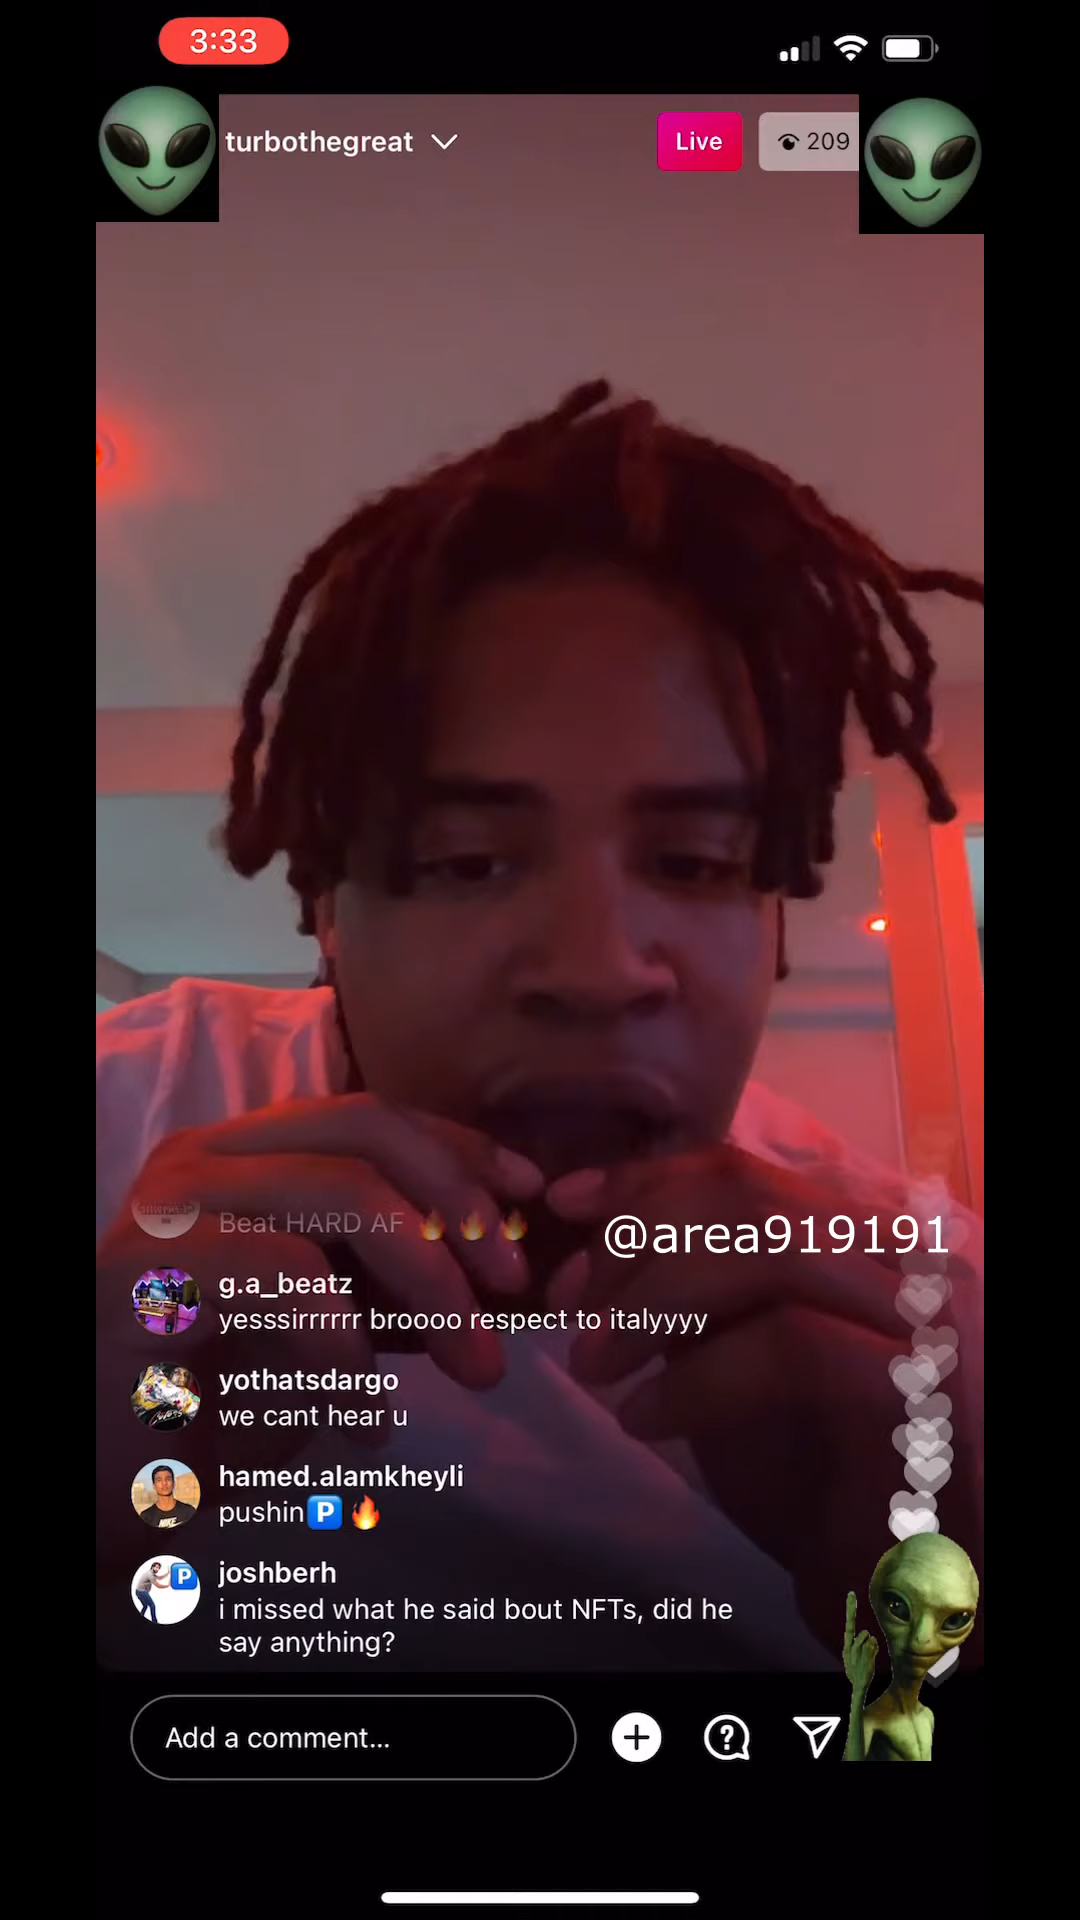 3:33
turbothegreat
Live
209
Beat HARD AF 🔥 🔥 🔥
@area919191
g.a_beatz
yesssirrrrrr broooo respect to italyyyy
yothatsdargo
we cant hear u
hamed.alamkheyli
pushin🅿️ 🔥
joshberh
i missed what he said bout NFTs, did he
say anything?
Add a comment...